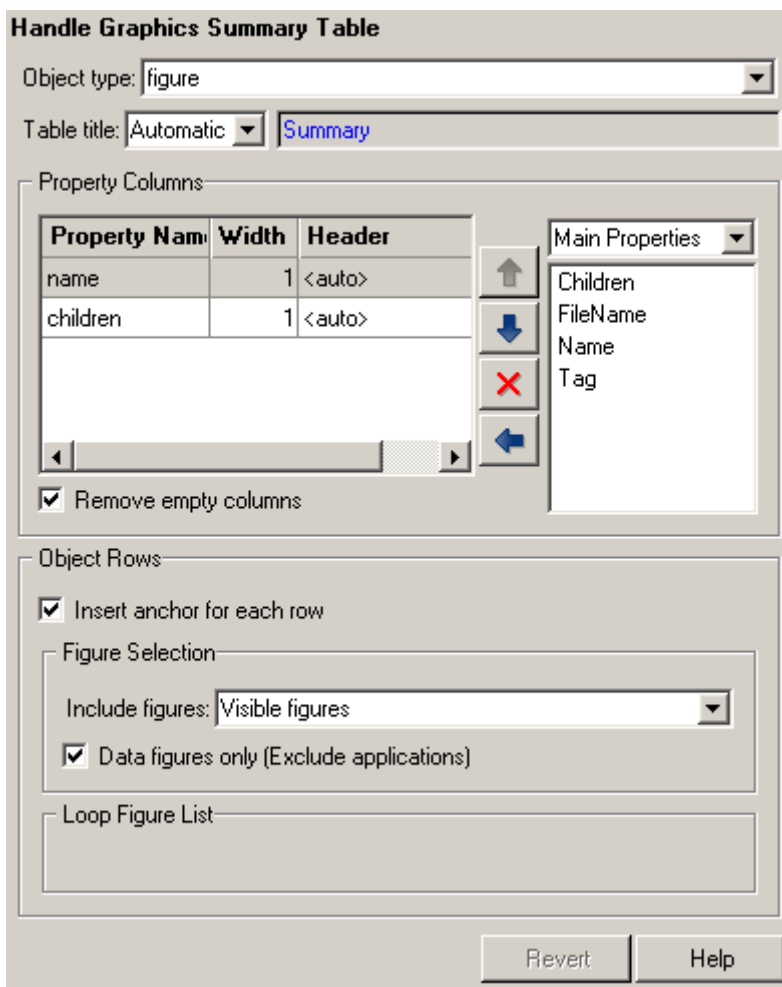 Handle Graphics Summary Table
Object type: figure
Table title: Automatic Summary
Property Columns
Property Nam Width Header
name 1 <auto>
children 1 <auto>
Main Properties
Children
FileName
Name
Tag
Remove empty columns
Object Rows
Insert anchor for each row
Figure Selection
Include figures: Visible figures
Data figures only (Exclude applications)
Loop Figure List
Revert Help